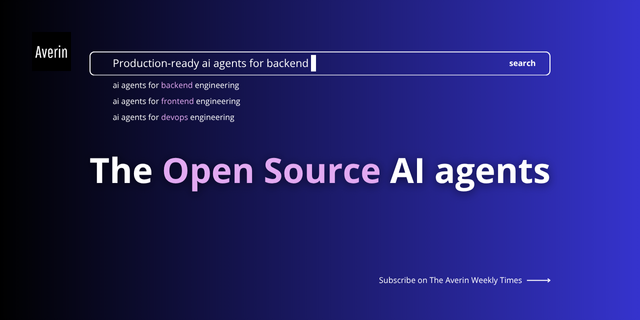 Averin
Production-ready ai agents for backend
search
ai agents for backend engineering
ai agents for frontend engineering
ai agents for devops engineering
The Open Source AI agents
Subscribe on The Averin Weekly Times